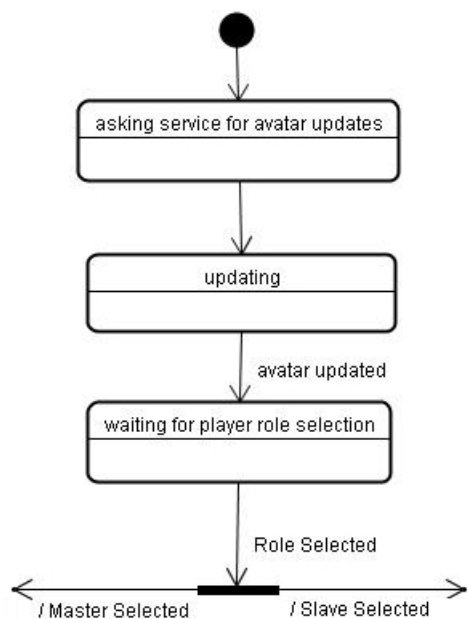 asking service for avatar updates
updating
avatar updated
waiting for player role selection
Role Selected
/ Master Selected
/ Slave Selected